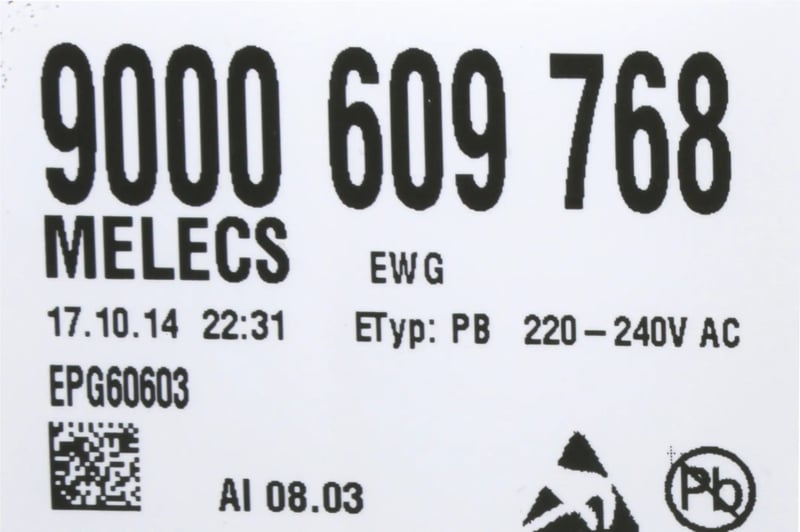 9000 609 768
MELECS EWG
17.10.14 22:31 ETyp: PB 220-240V AC
EPG60603
AI 08.03
Pb